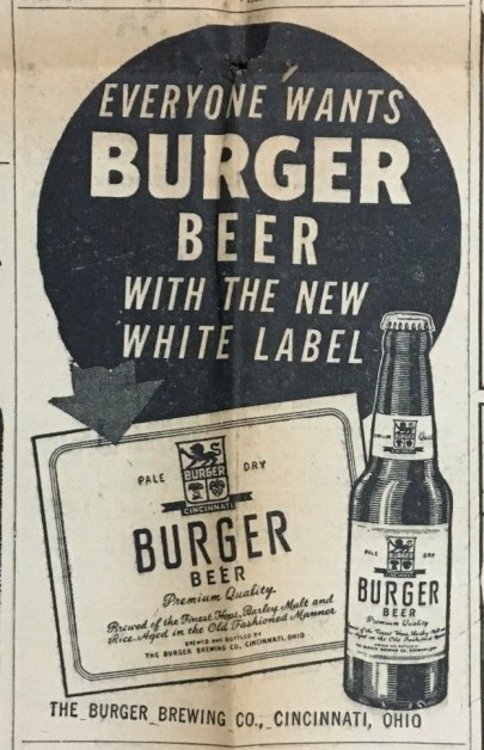 EVERYONE WANTS
BURGER
BEER
WITH THE NEW
WHITE LABEL
BURGER
PALE DRY
CINCINNATI
BURGER
BEER
Premium Quality
Brewed of the Finest Hops, Barley Malt and
Rice. Aged in the Old Fashioned Manner
BREWED AND BOTTLED BY
THE BURGER BREWING CO., CINCINNATI, OHIO
BURGER
PALE DRY
BURGER
BEER
Premium Quality
THE BURGER BREWING CO., CINCINNATI, OHIO